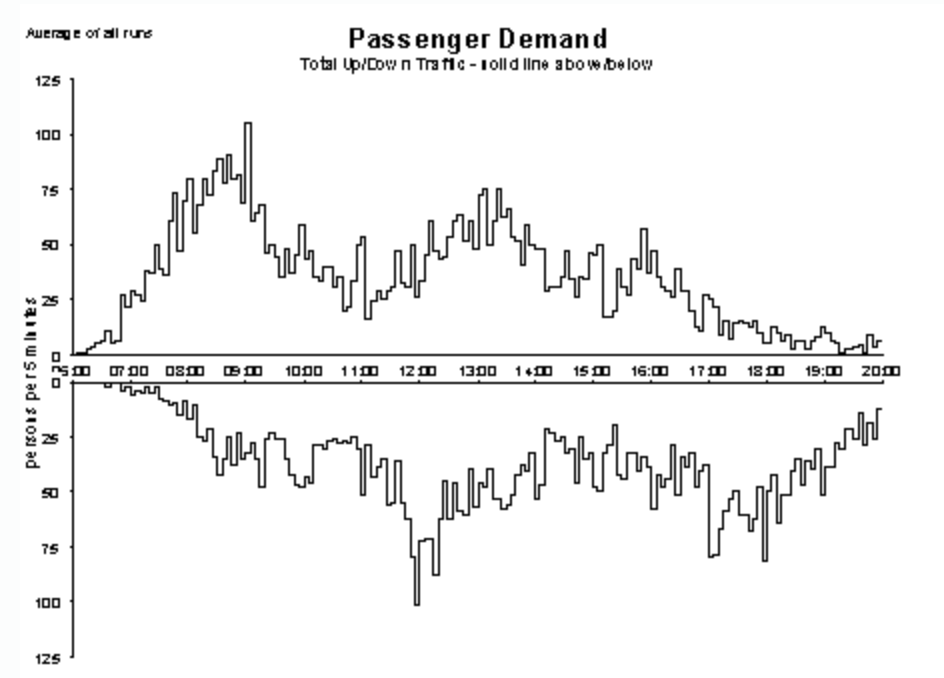 Average of all runs
Passenger Demand
Total Up/Down Traffic - solid line above/below
125
100
75
50
25
0
persons per 5 minutes
06:00 07:00 08:00 09:00 10:00 11:00 12:00 13:00 14:00 15:00 16:00 17:00 18:00 19:00 20:00
0
25
50
75
100
125